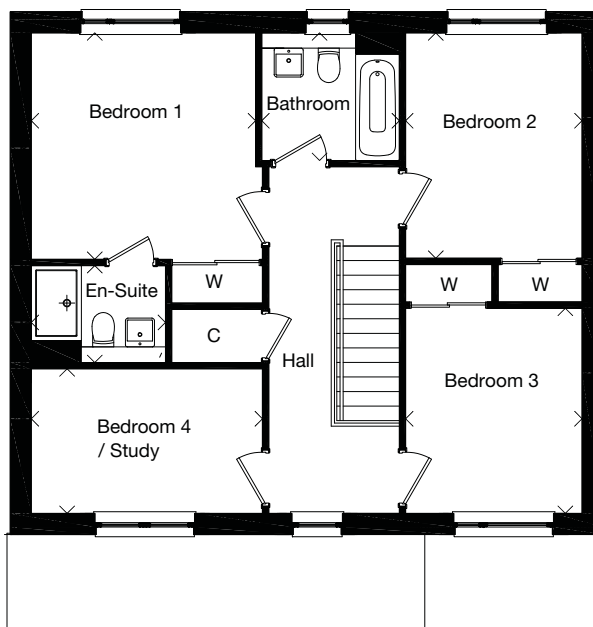 Bedroom 1
Bathroom
Bedroom 2
W
En-Suite
W
W
C
Hall
Bedroom 3
Bedroom 4
/ Study